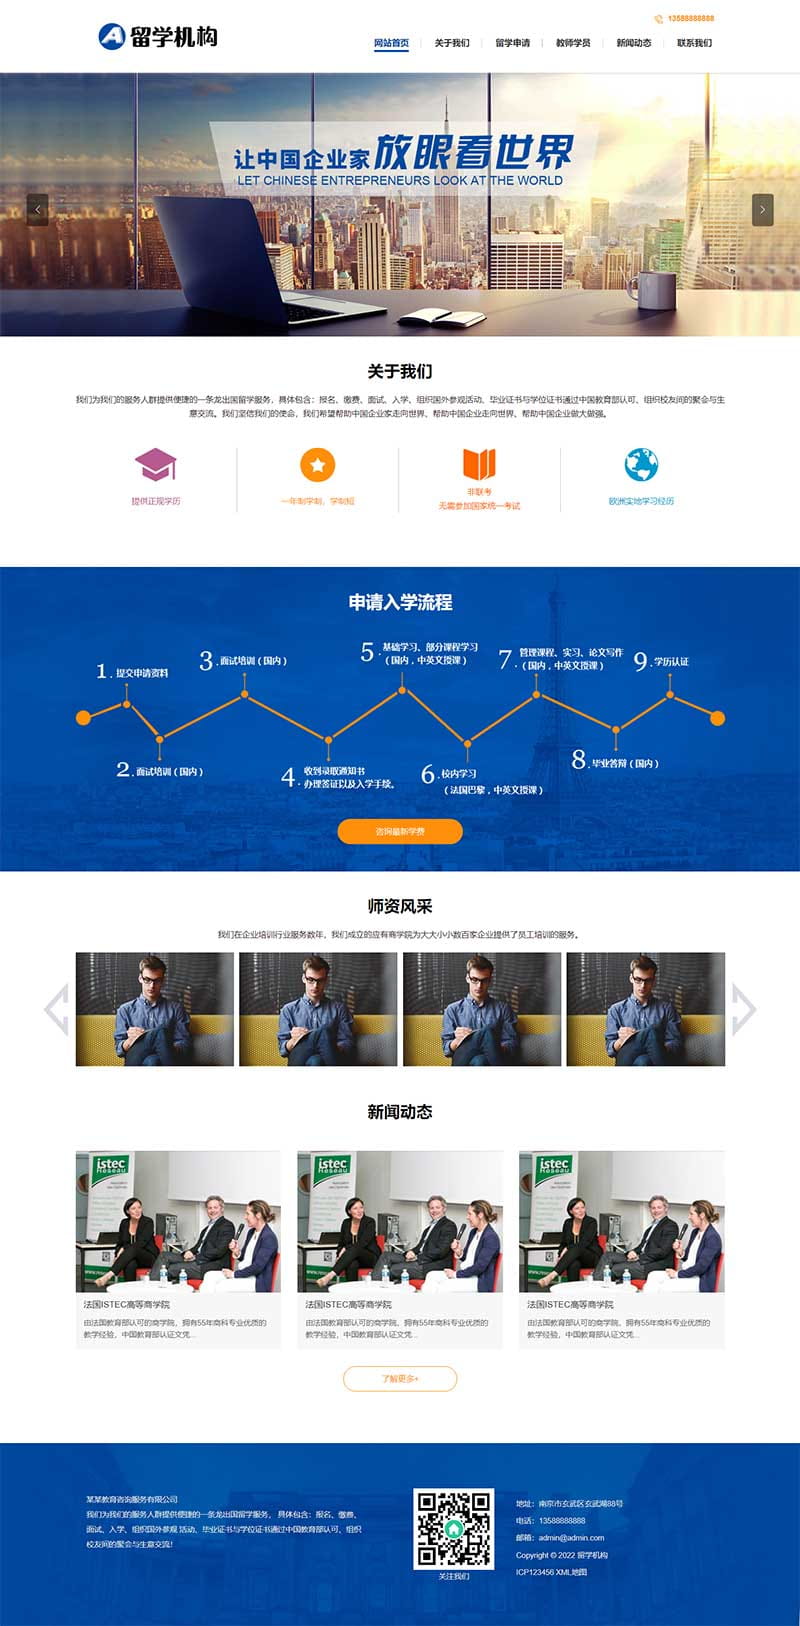 13588888888
A 留学机构
网站首页 关于我们 留学申请 教师学员 新闻动态 联系我们
让中国企业家放眼看世界
LET CHINESE ENTREPRENEURS LOOK AT THE WORLD
关于我们
我们为我们的服务人群提供便捷的一条龙出国留学服务，具体包含：报名、缴费、面试、入学、组织国外参观活动、毕业证书与学位证书通过中国教育部认可、组织校友间的聚会与生
意交流。我们坚信我们的使命，我们希望帮助中国企业家走向世界、帮助中国企业走向世界、帮助中国企业做大做强。
提供正规学历
一年制学制，学制短
非联考
无需参加国家统一考试
欧洲实地学习经历
申请入学流程
1. 提交申请资料
2. 面试培训（国内）
3. 面试培训（国内）
4. 收到录取通知书
办理签证以及入学手续。
5. 基础学习、部分课程学习
（国内，中英文授课）
6. 校内学习
（法国巴黎，中英文授课）
7. 管理课程、实习、论文写作
（国内，中英文授课）
8. 毕业答辩（国内）
9. 学历认证
咨询最新学费
师资风采
我们在企业培训行业服务数年，我们成立的应有商学院为大大小小数百家企业提供了员工培训的服务。
新闻动态
istec
Réseau
istec
Réseau
istec
Réseau
法国ISTEC高等商学院
由法国教育部认可的商学院，拥有55年商科专业优质的
教学经验，中国教育部认证文凭...
法国ISTEC高等商学院
由法国教育部认可的商学院，拥有55年商科专业优质的
教学经验，中国教育部认证文凭...
法国ISTEC高等商学院
由法国教育部认可的商学院，拥有55年商科专业优质的
教学经验，中国教育部认证文凭...
了解更多+
某某教育咨询服务有限公司
我们为我们的服务人群提供便捷的一条龙出国留学服务， 具体包含：报名、缴费、
面试、入学、组织国外参观 活动、毕业证书与学位证书通过中国教育部认可、组织
校友间的聚会与生意交流！
关注我们
地址：南京市玄武区玄武湖88号
电话：13588888888
邮箱：admin@admin.com
Copyright © 2022 留学机构
ICP123456 XML地图